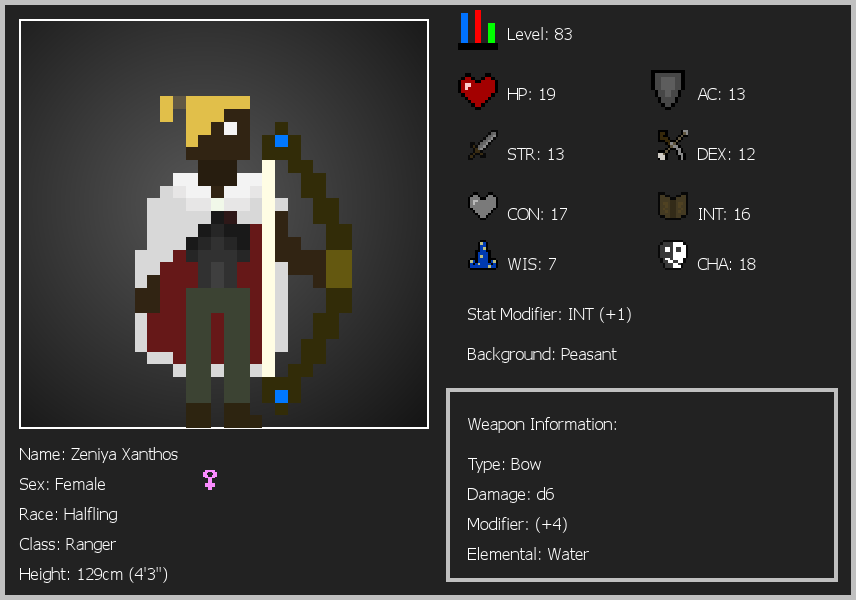 Level: 83
HP: 19
AC: 13
STR: 13
DEX: 12
CON: 17
INT: 16
WIS: 7
CHA: 18
Stat Modifier: INT (+1)
Background: Peasant
Weapon Information:
Type: Bow
Damage: d6
Modifier: (+4)
Elemental: Water
Name: Zeniya Xanthos
Sex: Female
Race: Halfling
Class: Ranger
Height: 129cm (4'3")